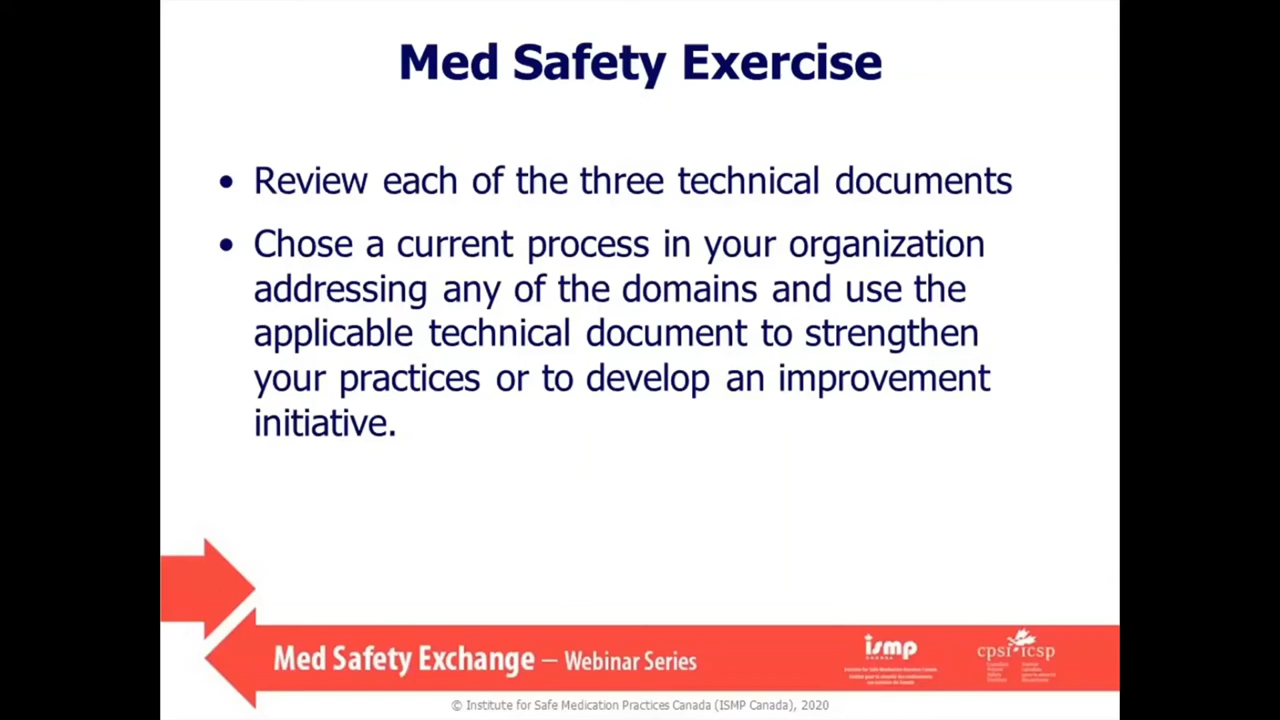 Med Safety Exercise
• Review each of the three technical documents
• Chose a current process in your organization
addressing any of the domains and use the
applicable technical document to strengthen
your practices or to develop an improvement
initiative.
Med Safety Exchange – Webinar Series
ismp
CANADA
cpsi·icsp
© Institute for Safe Medication Practices Canada (ISMP Canada), 2020